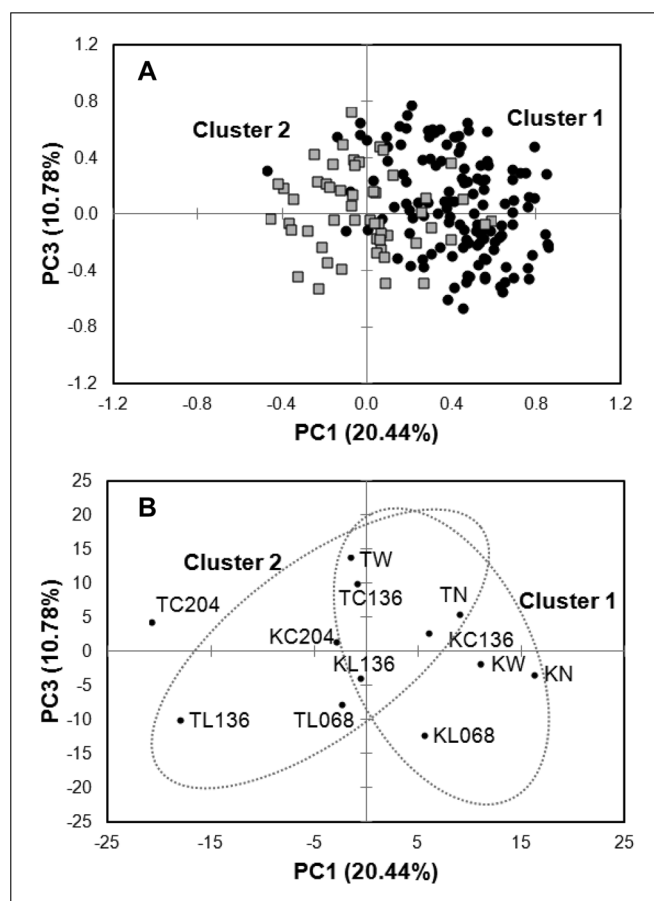 A
Cluster 2
Cluster 1
PC3 (10.78%)
1.2
0.8
0.4
0.0
-0.4
-0.8
-1.2
-1.2
-0.8
-0.4
0.0
0.4
0.8
1.2
PC1 (20.44%)
B
Cluster 2
Cluster 1
TW
TC136
TN
TC204
KC204
KC136
KL136
KW
KN
TL136
TL068
KL068
PC3 (10.78%)
25
20
15
10
5
0
-5
-10
-15
-20
-25
-25
-15
-5
5
15
25
PC1 (20.44%)